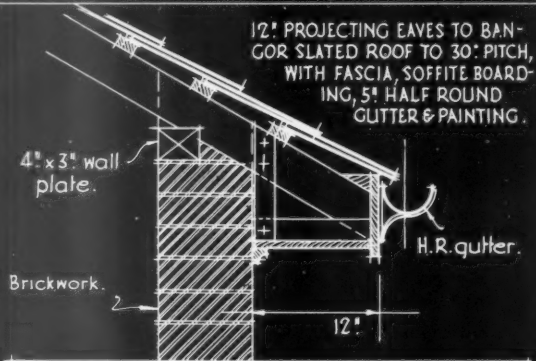 12" PROJECTING EAVES TO BAN-
GOR SLATED ROOF TO 30° PITCH,
WITH FASCIA, SOFFITE BOARD-
ING, 5" HALF ROUND
GUTTER & PAINTING.
4" x 3" wall
plate.
H.R. gutter.
Brickwork.
12"